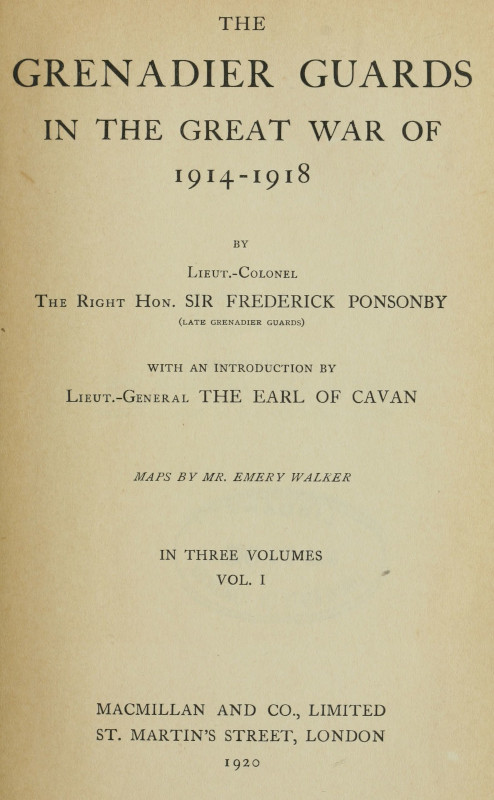 THE
GRENADIER GUARDS
IN THE GREAT WAR OF
1914-1918
BY
Lieut.-Colonel
The Right Hon. SIR FREDERICK PONSONBY
(LATE GRENADIER GUARDS)
WITH AN INTRODUCTION BY
Lieut.-General THE EARL OF CAVAN
MAPS BY MR. EMERY WALKER
IN THREE VOLUMES
VOL. I
MACMILLAN AND CO., LIMITED
ST. MARTIN'S STREET, LONDON
1920